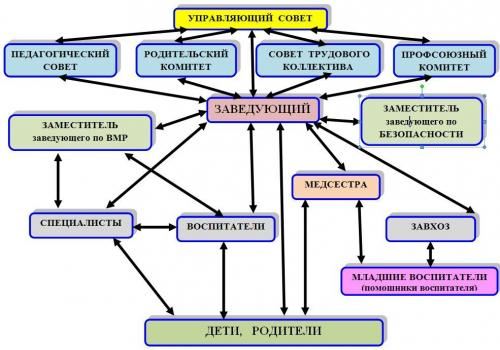 УПРАВЛЯЮЩИЙ СОВЕТ
ПЕДАГОГИЧЕСКИЙ
СОВЕТ
РОДИТЕЛЬСКИЙ
КОМИТЕТ
СОВЕТ ТРУДОВОГО
КОЛЛЕКТИВА
ПРОФСОЮЗНЫЙ
КОМИТЕТ
ЗАВЕДУЮЩИЙ
ЗАМЕСТИТЕЛЬ
заведующего по
БЕЗОПАСНОСТИ
ЗАМЕСТИТЕЛЬ
заведующего по ВМР
МЕДСЕСТРА
СПЕЦИАЛИСТЫ
ВОСПИТАТЕЛИ
ЗАВХОЗ
МЛАДШИЕ ВОСПИТАТЕЛИ
(помощники воспитателя)
ДЕТИ, РОДИТЕЛИ